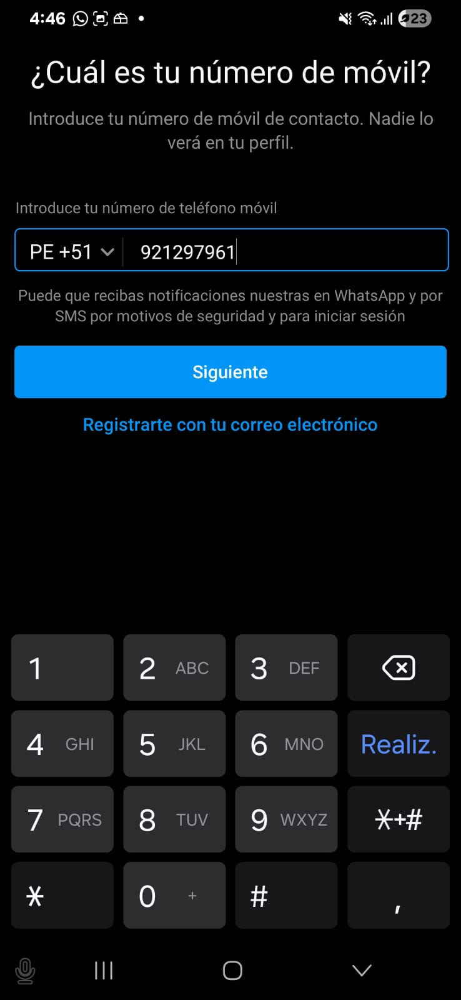 4:46 23
¿Cuál es tu número de móvil?
Introduce tu número de móvil de contacto. Nadie lo
verá en tu perfil.
Introduce tu número de teléfono móvil
PE +51 921297961
Puede que recibas notificaciones nuestras en WhatsApp y por
SMS por motivos de seguridad y para iniciar sesión
Siguiente
Registrarte con tu correo electrónico
1 2 ABC 3 DEF
4 GHI 5 JKL 6 MNO Realiz.
7 PQRS 8 TUV 9 WXYZ *+#
* 0 + # ,